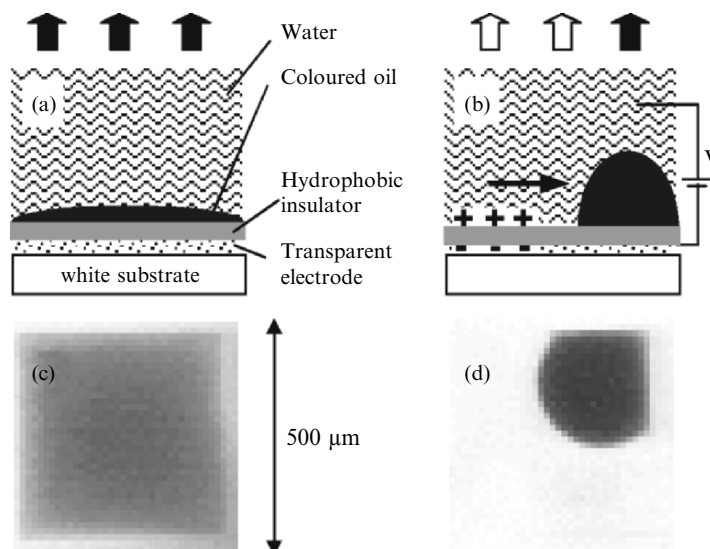 Water
(a)
Coloured oil
(b)
V
Hydrophobic
insulator
Transparent
electrode
white substrate
(c)
(d)
500 µm